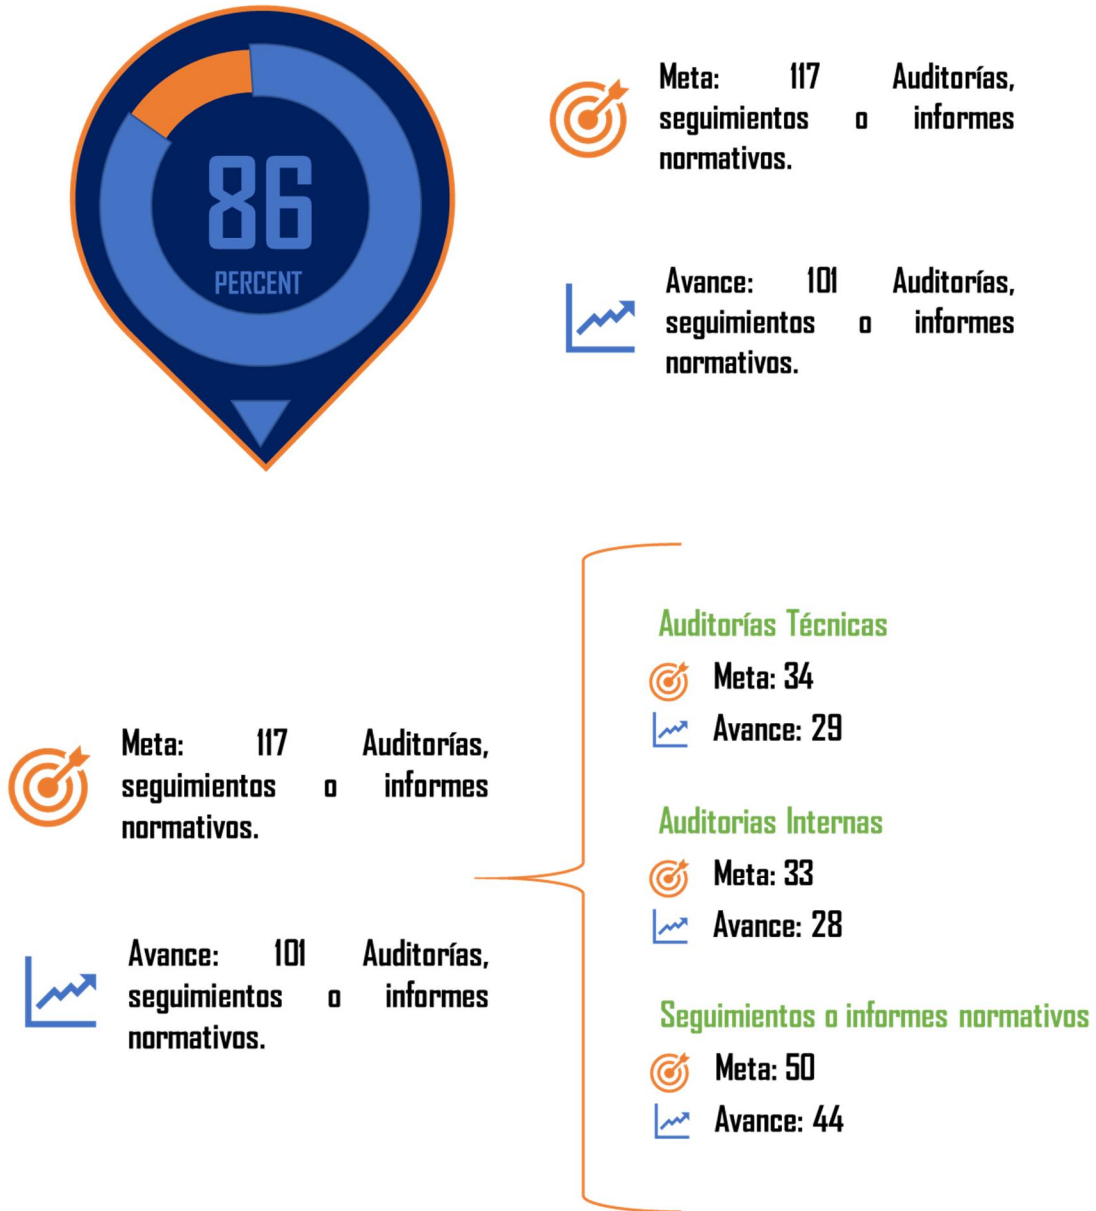 86
PERCENT
Meta: 117 Auditorías,
seguimientos o informes
normativos.
Avance: 101 Auditorías,
seguimientos o informes
normativos.
Meta: 117 Auditorías,
seguimientos o informes
normativos.
Avance: 101 Auditorías,
seguimientos o informes
normativos.
Auditorías Técnicas
Meta: 34
Avance: 29
Auditorias Internas
Meta: 33
Avance: 28
Seguimientos o informes normativos
Meta: 50
Avance: 44